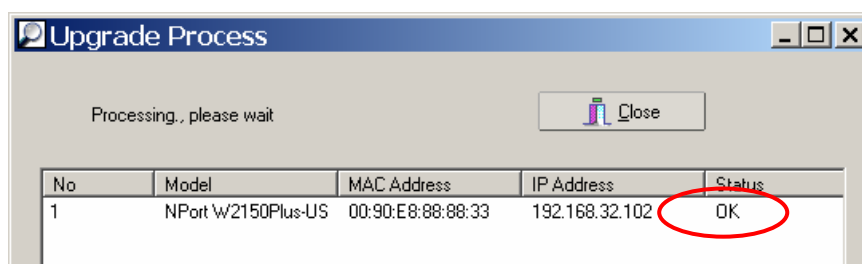 Upgrade Process
Processing., please wait
Close
No Model MAC Address IP Address Status
1 NPort W2150Plus-US 00:90:E8:88:88:33 192.168.32.102 OK